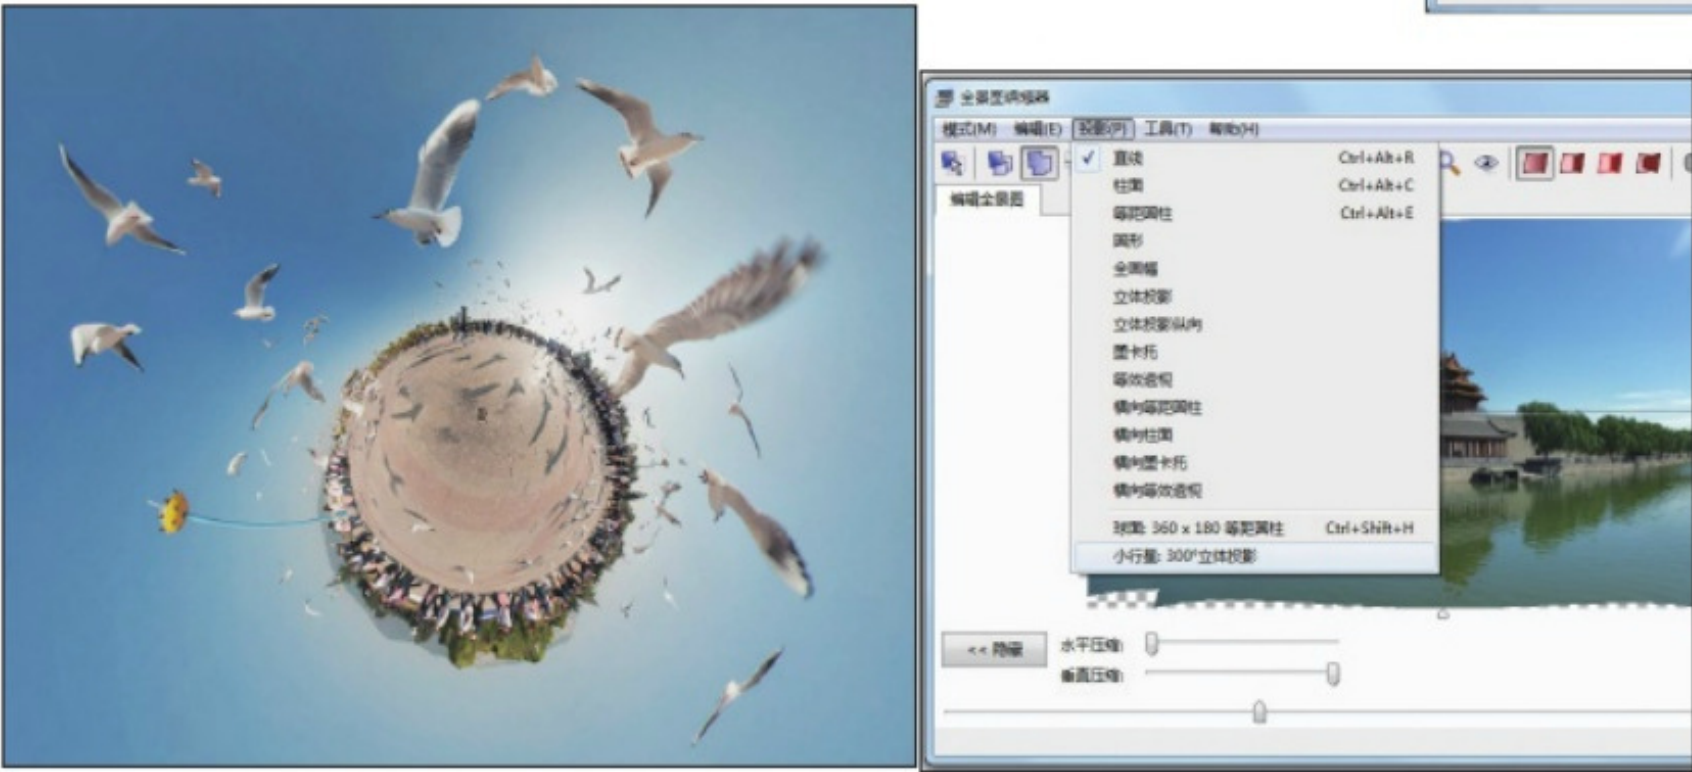 全景图编辑器
模式(M) 编辑(E) 投影(P) 工具(T) 帮助(H)
编辑全景图
直线 Ctrl+Alt+R
柱面 Ctrl+Alt+C
等距圆柱 Ctrl+Alt+E
圆形
全画幅
立体投影
立体投影纵向
墨卡托
等效透视
横向等距圆柱
横向柱面
横向墨卡托
横向等效透视
球面: 360 x 180 等距圆柱 Ctrl+Shift+H
小行星: 300°立体投影
<< 隐藏
水平压缩:
垂直压缩: